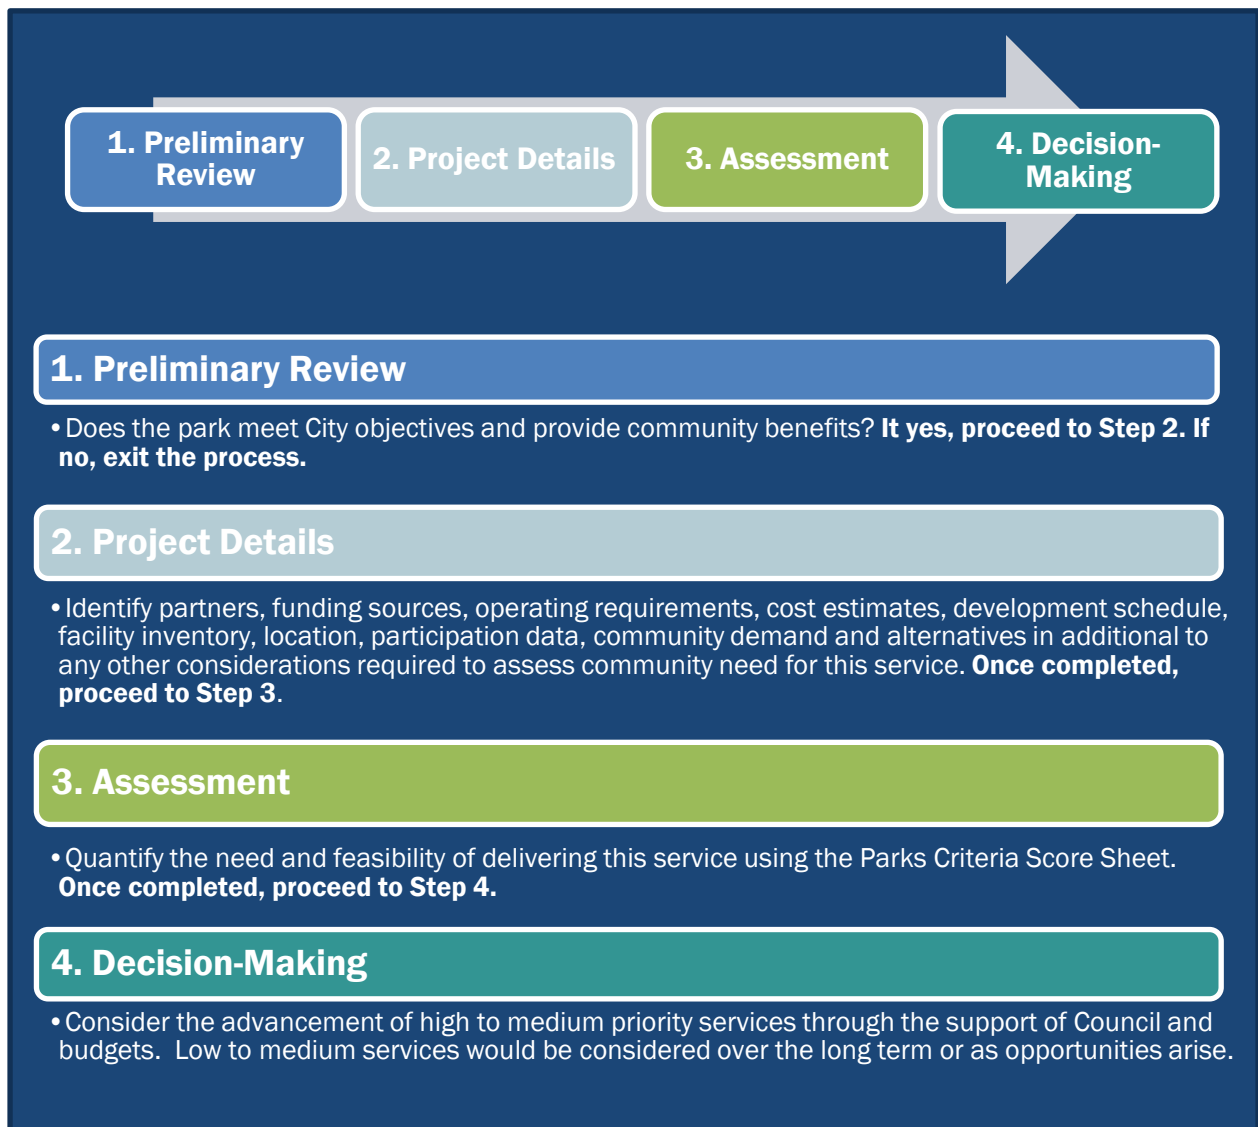 1. Preliminary
Review
2. Project Details
3. Assessment
4. Decision-
Making
1. Preliminary Review
•Does the park meet City objectives and provide community benefits? It yes, proceed to Step 2. If
no, exit the process.
2. Project Details
•Identify partners, funding sources, operating requirements, cost estimates, development schedule,
facility inventory, location, participation data, community demand and alternatives in additional to
any other considerations required to assess community need for this service. Once completed,
proceed to Step 3.
3. Assessment
•Quantify the need and feasibility of delivering this service using the Parks Criteria Score Sheet.
Once completed, proceed to Step 4.
4. Decision-Making
•Consider the advancement of high to medium priority services through the support of Council and
budgets.  Low to medium services would be considered over the long term or as opportunities arise.